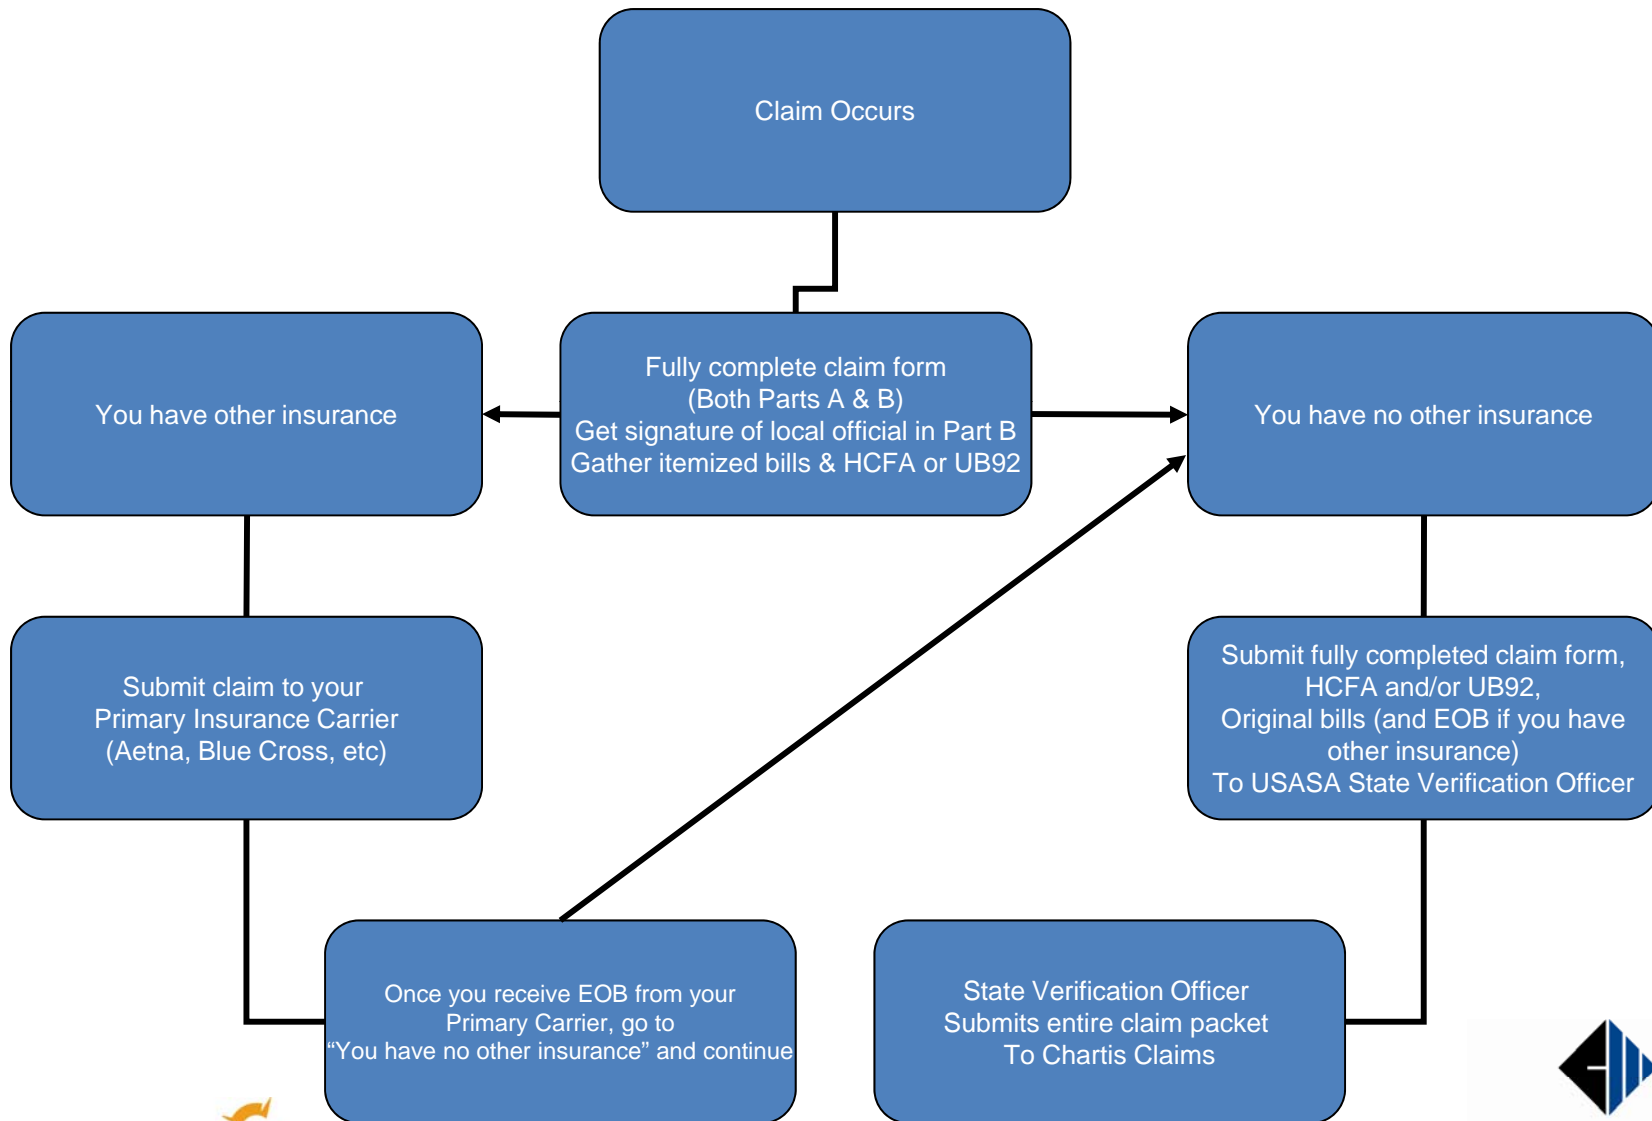 Claim Occurs
You have other insurance
Fully complete claim form
(Both Parts A & B)
Get signature of local official in Part B
Gather itemized bills & HCFA or UB92
You have no other insurance
Submit claim to your
Primary Insurance Carrier
(Aetna, Blue Cross, etc)
Submit fully completed claim form,
HCFA and/or UB92,
Original bills (and EOB if you have
other insurance)
To USASA State Verification Officer
Once you receive EOB from your
Primary Carrier, go to
“You have no other insurance” and continue
State Verification Officer
Submits entire claim packet
To Chartis Claims